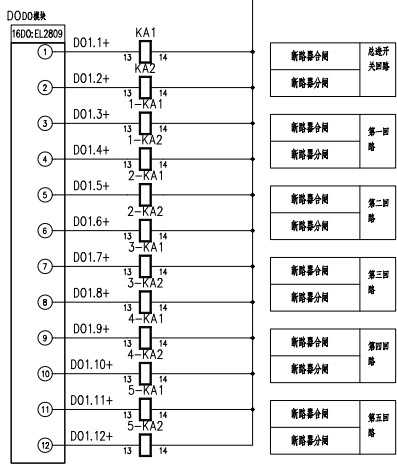 DODO模块
16DO:EL2809
KA1
1 DO1.1+ 13 14 断路器合闸 总进开
KA2 关回路
2 DO1.2+ 13 14 断路器分闸
1-KA1
3 DO1.3+ 13 14 断路器合闸 第一回
1-KA2 路
4 DO1.4+ 13 14 断路器分闸
2-KA1
5 DO1.5+ 断路器合闸 第二回
2-KA2 路
6 DO1.6+ 13 14 断路器分闸
3-KA1
7 DO1.7+ 13 14 断路器合闸 第三回
3-KA2 路
8 DO1.8+ 13 14 断路器分闸
4-KA1
9 DO1.9+ 13 14 断路器合闸 第四回
4-KA2 路
10 DO1.10+ 13 14 断路器分闸
5-KA1
11 DO1.11+ 13 14 断路器合闸 第五回
5-KA2 路
12 DO1.12+ 13 14 断路器分闸